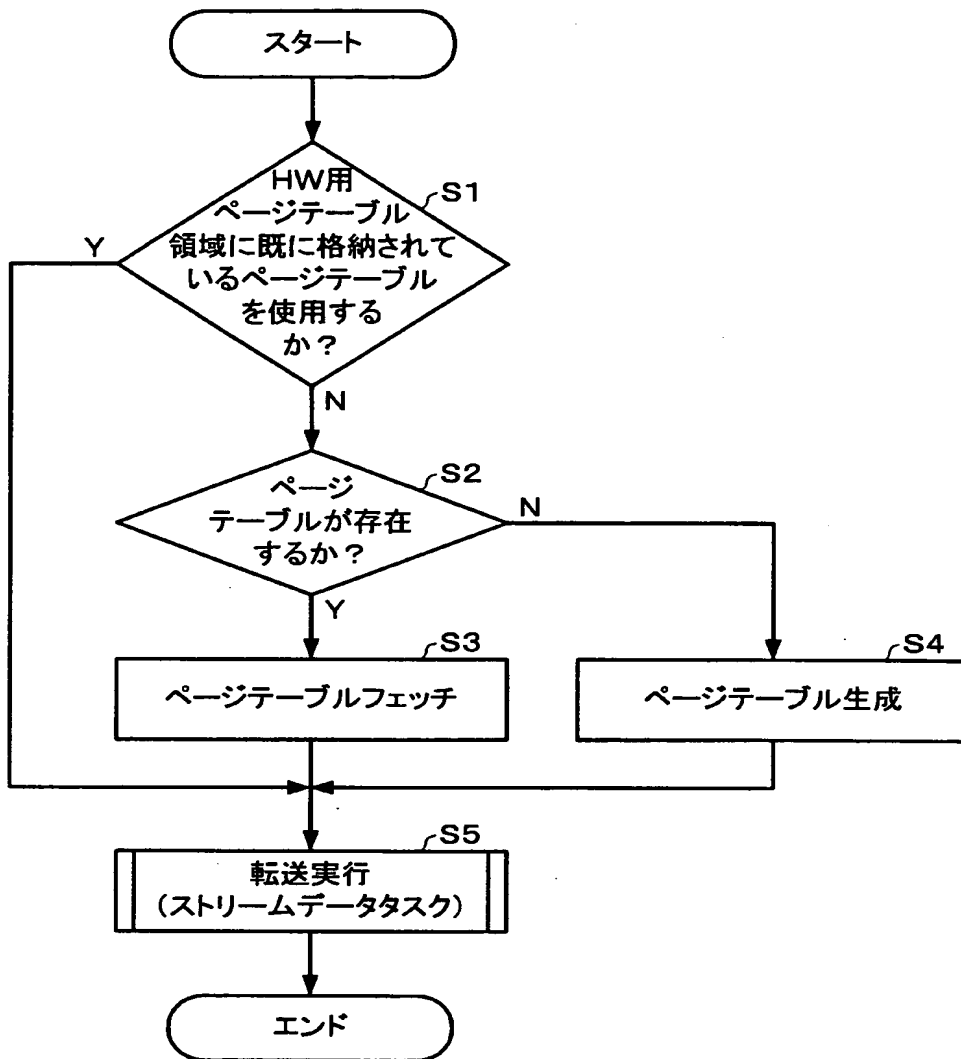 スタート
HW用
ページテーブル
領域に既に格納されて
いるページテーブル
を使用する
か？
S1
Y
N
ページ
テーブルが存在
するか？
S2
N
Y
S3
ページテーブルフェッチ
S4
ページテーブル生成
S5
転送実行
(ストリームデータタスク)
エンド